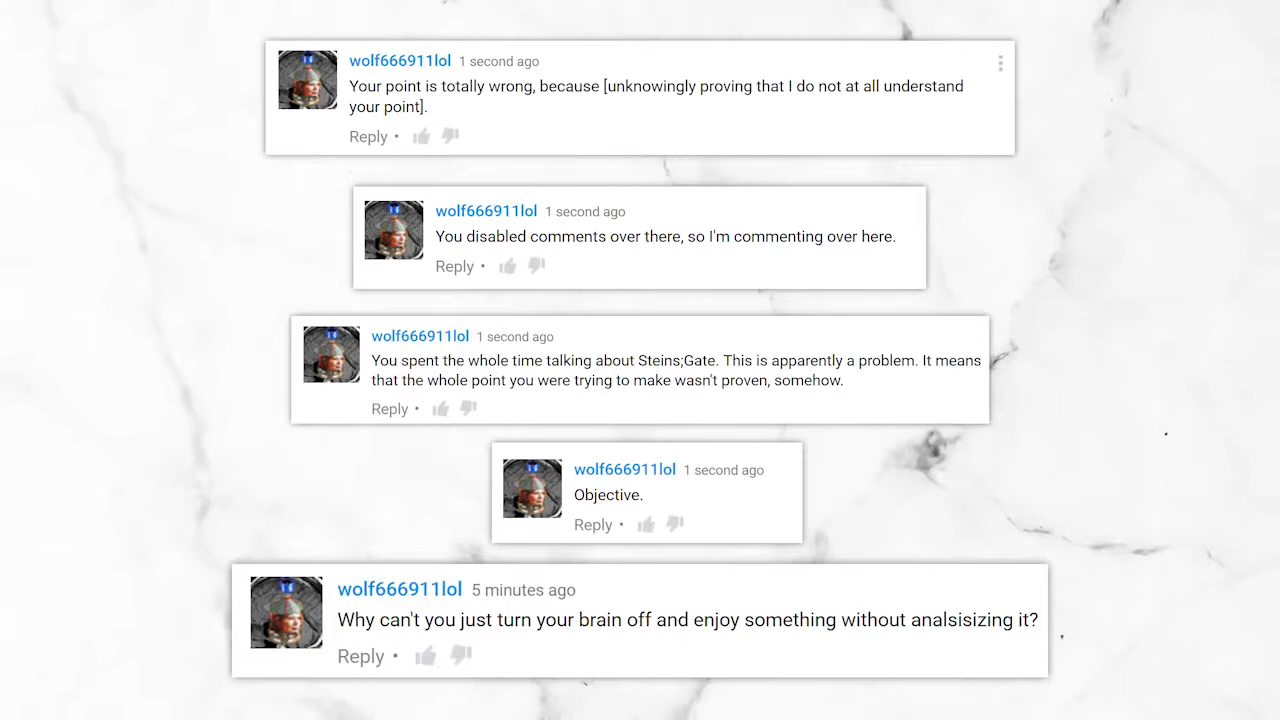 wolf666911lol 1 second ago
Your point is totally wrong, because [unknowingly proving that I do not at all understand
your point].
Reply •
wolf666911lol 1 second ago
You disabled comments over there, so I'm commenting over here.
Reply •
wolf666911lol 1 second ago
You spent the whole time talking about Steins;Gate. This is apparently a problem. It means
that the whole point you were trying to make wasn't proven, somehow.
Reply •
wolf666911lol 1 second ago
Objective.
Reply •
wolf666911lol 5 minutes ago
Why can't you just turn your brain off and enjoy something without analsisizing it?
Reply •